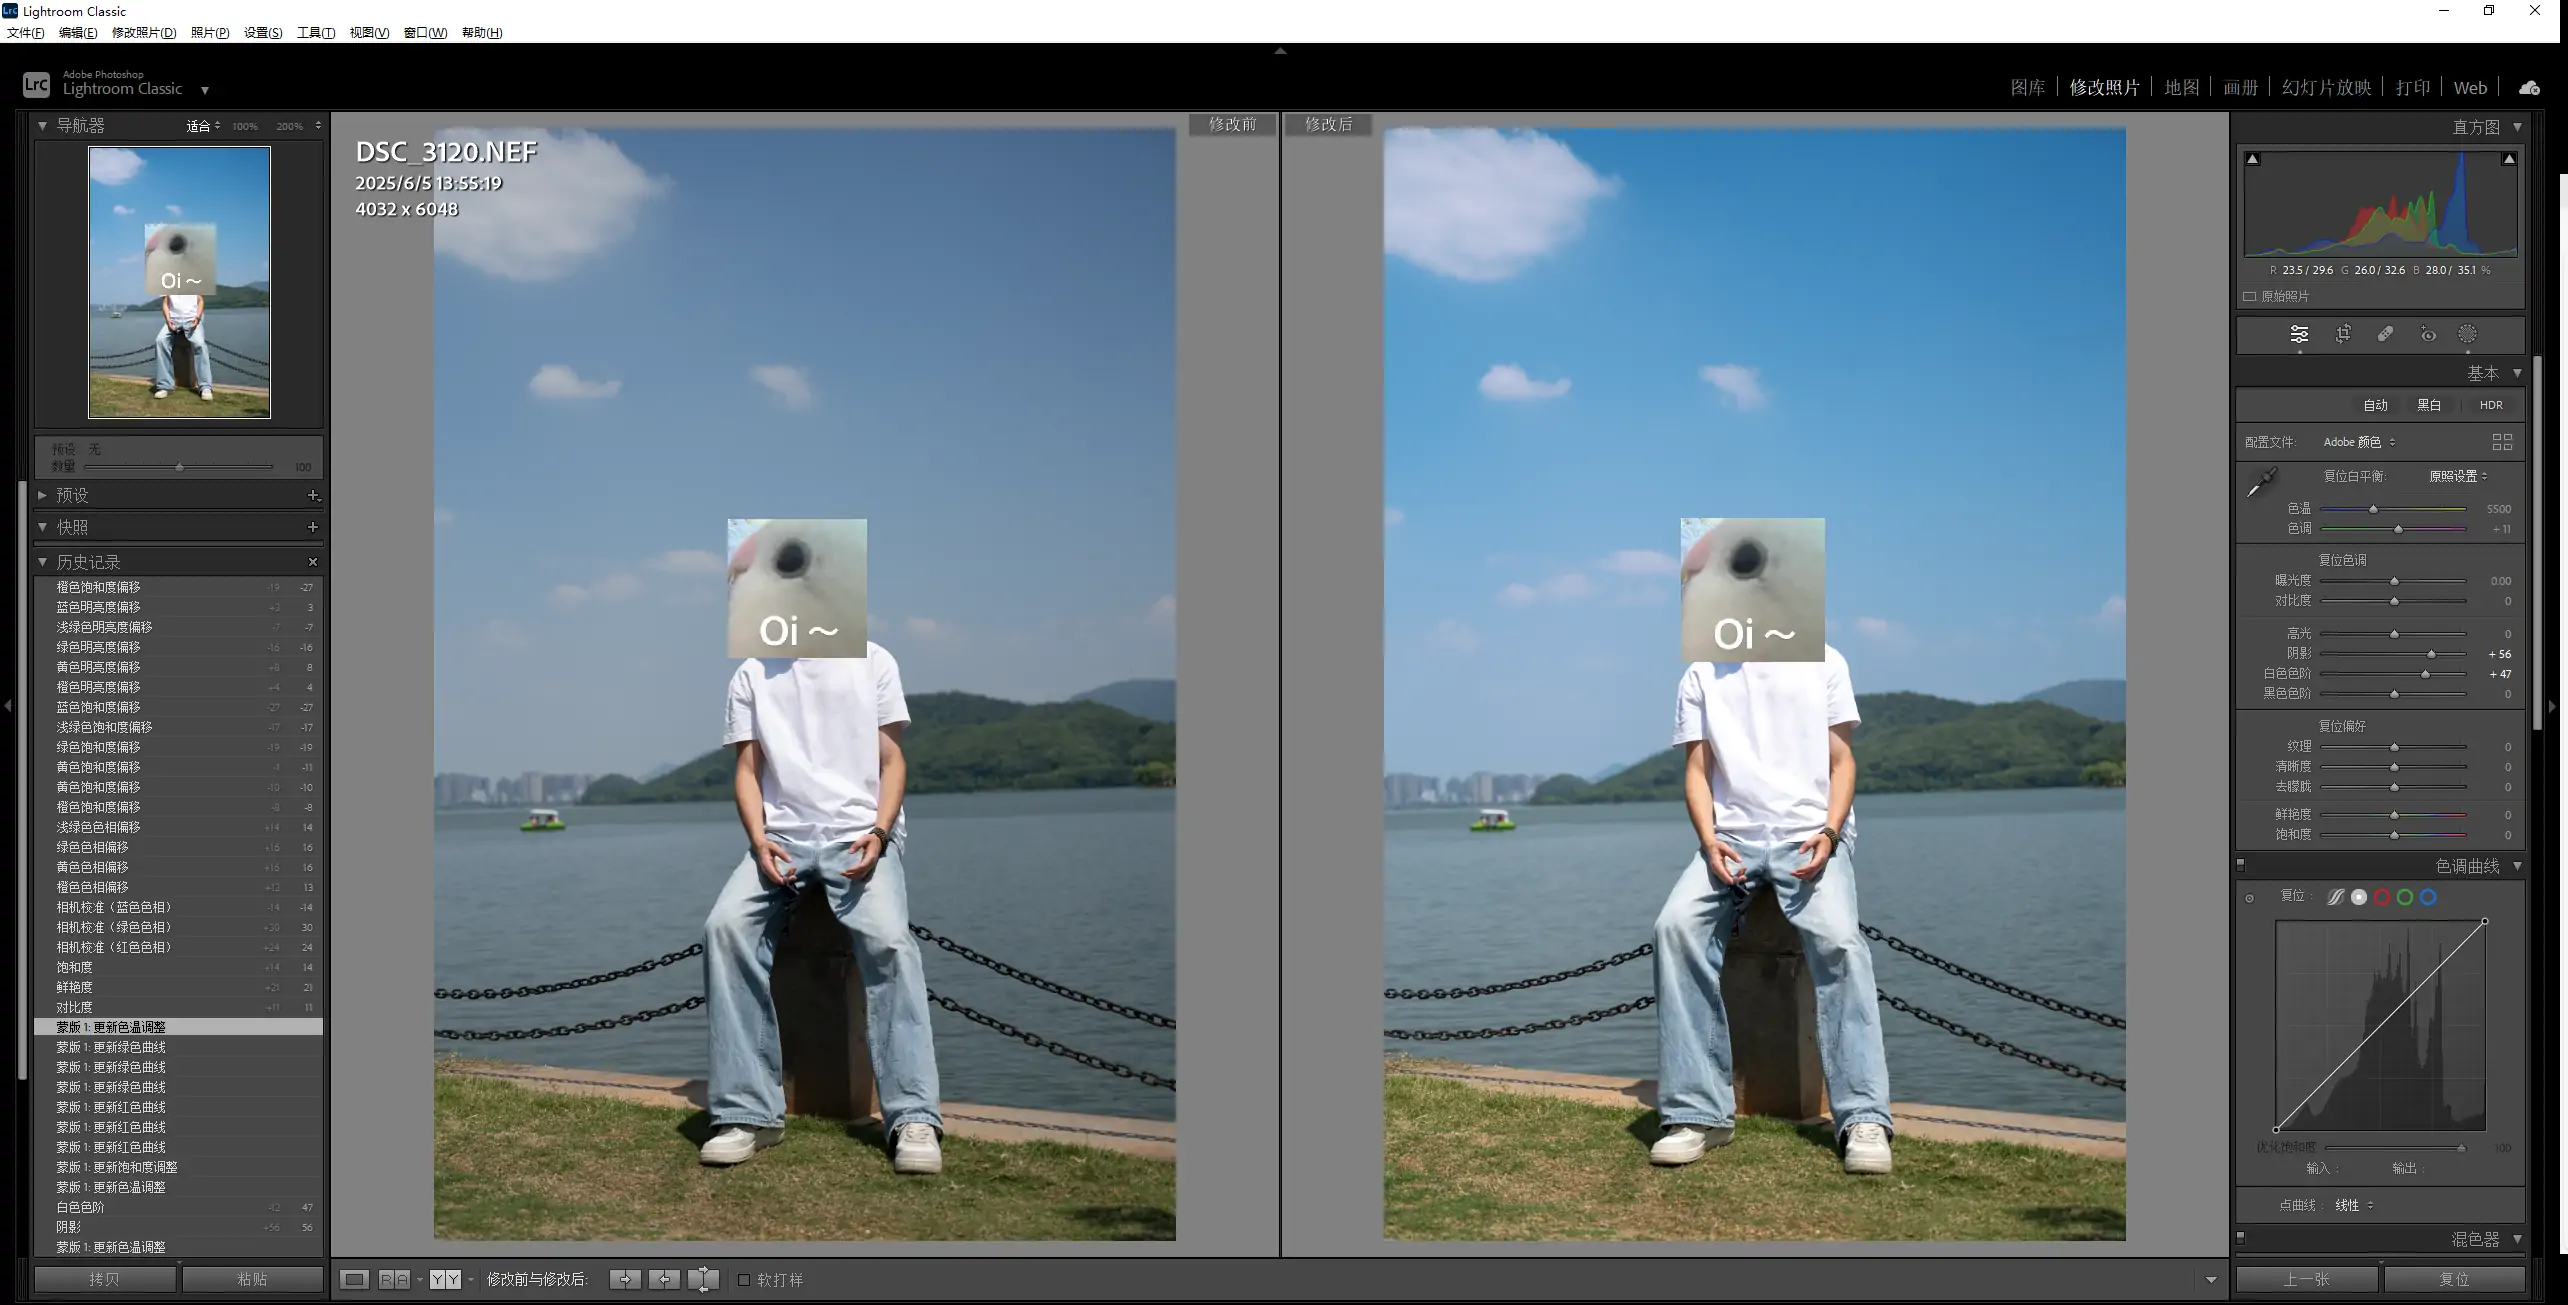 Lightroom Classic
文件(F) 编辑(E) 修改照片(D) 照片(P) 设置(S) 工具(T) 视图(V) 窗口(W) 帮助(H)
Adobe Photoshop
Lightroom Classic
图库 修改照片 地图 画册 幻灯片放映 打印 Web
导航器 适合 100% 200%
Oi ~
预设 无
数量 100
预设
快照
历史记录
橙色饱和度偏移 -19 -27
蓝色明亮度偏移 +3 3
浅绿色明亮度偏移 -7 -7
绿色明亮度偏移 -16 -16
黄色明亮度偏移 +8 8
橙色明亮度偏移 +4 4
蓝色饱和度偏移 -27 -27
浅绿色饱和度偏移 -17 -17
绿色饱和度偏移 -19 -19
黄色饱和度偏移 -1 -11
黄色饱和度偏移 -10 -10
橙色饱和度偏移 -8 -8
浅绿色色相偏移 +14 14
绿色色相偏移 +16 16
黄色色相偏移 +16 16
橙色色相偏移 +13 13
相机校准（蓝色色相） -14 -14
相机校准（绿色色相） +30 30
相机校准（红色色相） +24 24
饱和度 +14 14
鲜艳度 +21 21
对比度 +11 11
蒙版 1: 更新色温调整
蒙版 1: 更新绿色曲线
蒙版 1: 更新绿色曲线
蒙版 1: 更新绿色曲线
蒙版 1: 更新红色曲线
蒙版 1: 更新红色曲线
蒙版 1: 更新红色曲线
蒙版 1: 更新饱和度调整
蒙版 1: 更新色温调整
白色色阶 47
阴影 +56 56
蒙版 1: 更新色温调整
拷贝 粘贴
修改前 修改后
DSC_3120.NEF
2025/6/5 13:55:19
4032 x 6048
Oi ~
Oi ~
RA YY 修改前与修改后: 软打样
直方图
R 23.5 / 29.6 G 26.0 / 32.6 B 28.0 / 35.1 %
原始照片
基本
自动 黑白 HDR
配置文件: Adobe 颜色
复位白平衡: 原照设置
色温 5500
色调 + 11
复位色调
曝光度 0.00
对比度 0
高光 0
阴影 + 56
白色色阶 + 47
黑色色阶 0
复位偏好
纹理 0
清晰度 0
去朦胧 0
鲜艳度 0
饱和度 0
色调曲线
复位 :
优化饱和度 100
输入 : 输出 :
点曲线 : 线性
混色器
上一张 复位